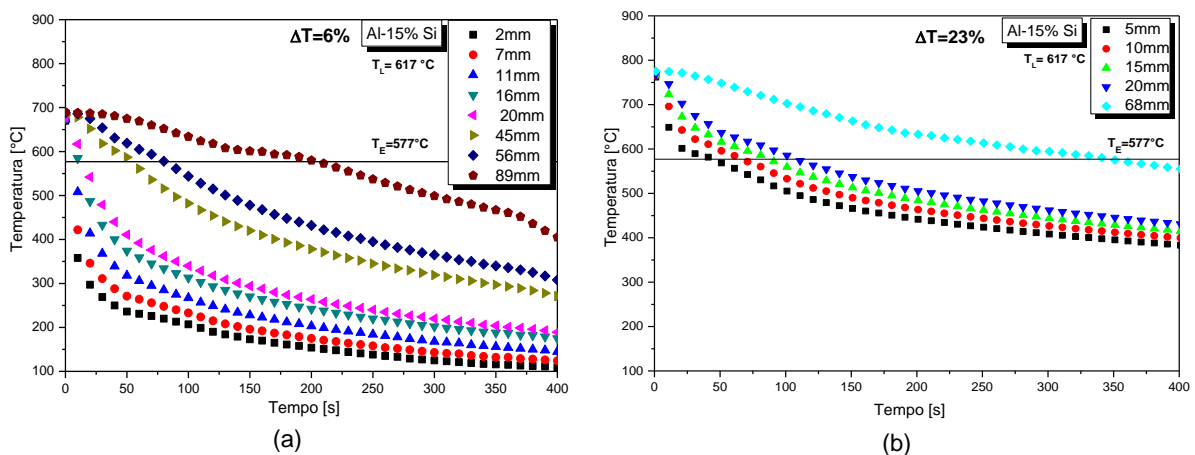 900
800
700
600
500
400
300
200
100
0
50
100
150
200
250
300
350
400
Temperatura [°C]
Tempo [s]
ΔT=6%
Al-15% Si
T_L= 617 °C
T_E=577°C
2mm
7mm
11mm
16mm
20mm
45mm
56mm
89mm
(a)
900
800
700
600
500
400
300
200
100
0
50
100
150
200
250
300
350
400
Temperatura [°C]
Tempo [s]
ΔT=23%
Al-15% Si
T_L= 617 °C
T_E=577°C
5mm
10mm
15mm
20mm
68mm
(b)